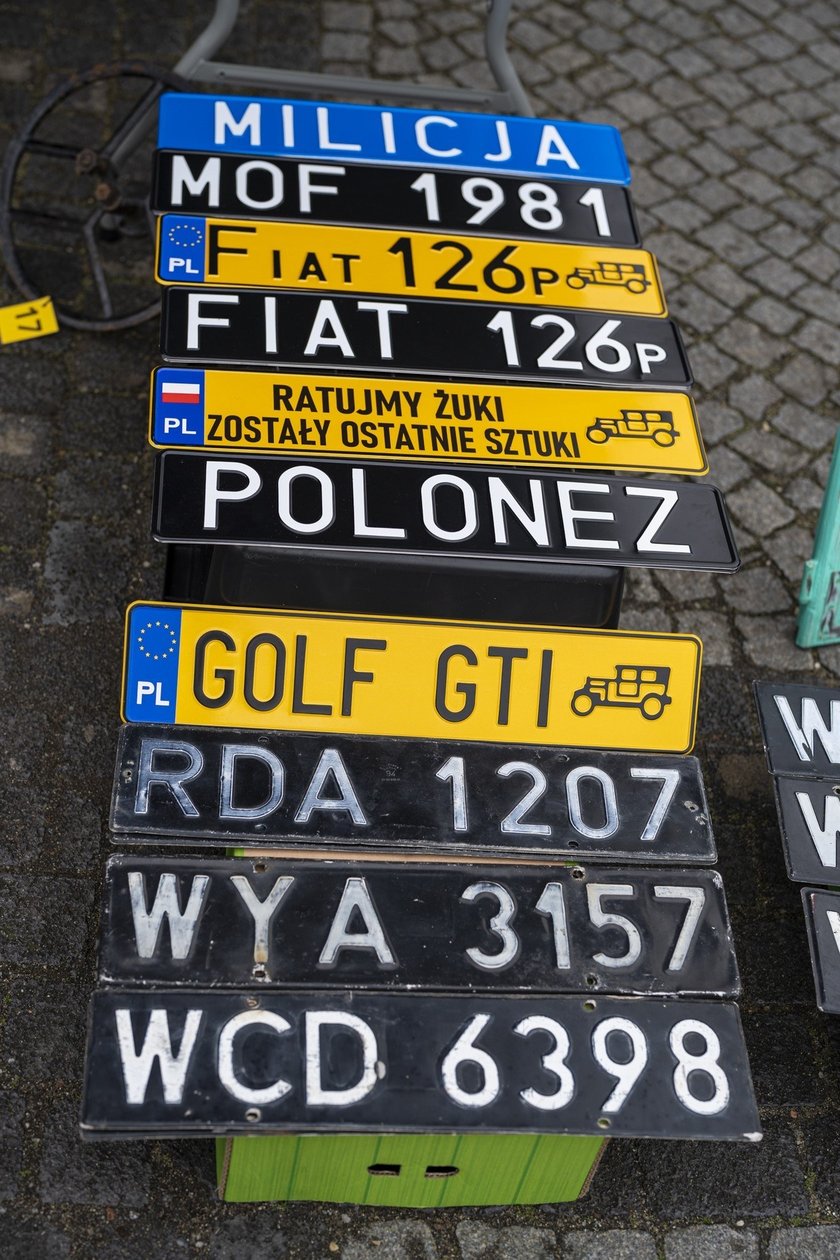 MILICJA
MOF 1981
PL FIAT 126P
FIAT 126P
PL RATUJMY ŻUKI
ZOSTAŁY OSTATNIE SZTUKI
POLONEZ
PL GOLF GTI
RDA 1207
WYA 3157
WCD 6398
17
W
W